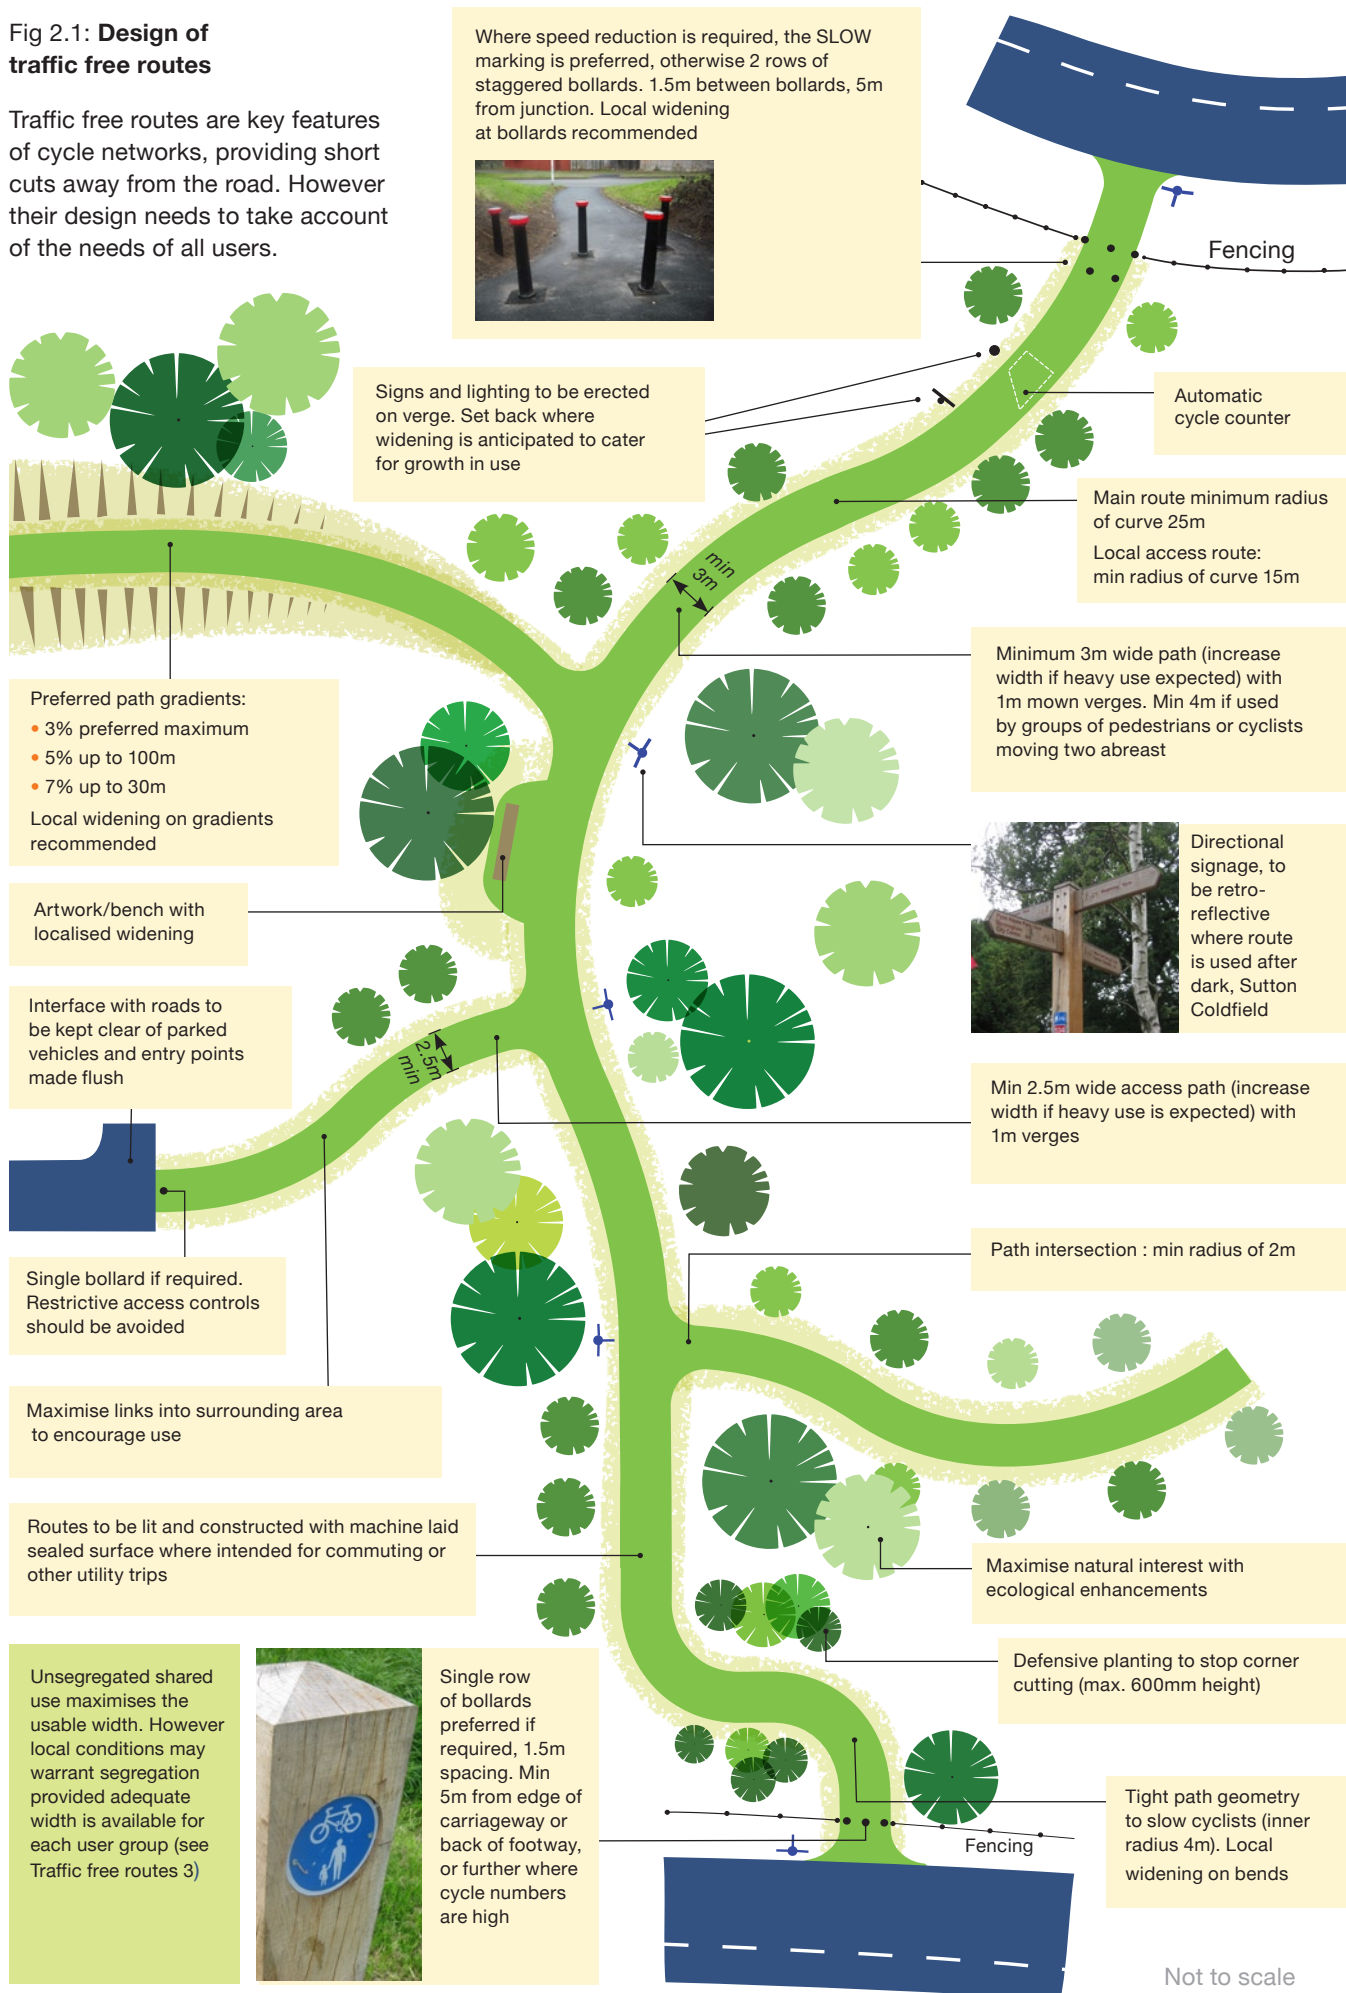 Fig 2.1: Design of
traffic free routes
Traffic free routes are key features
of cycle networks, providing short
cuts away from the road. However
their design needs to take account
of the needs of all users.
Where speed reduction is required, the SLOW
marking is preferred, otherwise 2 rows of
staggered bollards. 1.5m between bollards, 5m
from junction. Local widening
at bollards recommended
Fencing
Signs and lighting to be erected
on verge. Set back where
widening is anticipated to cater
for growth in use
Automatic
cycle counter
Main route minimum radius
of curve 25m
Local access route:
min radius of curve 15m
min
3m
Minimum 3m wide path (increase
width if heavy use expected) with
1m mown verges. Min 4m if used
by groups of pedestrians or cyclists
moving two abreast
Preferred path gradients:
• 3% preferred maximum
• 5% up to 100m
• 7% up to 30m
Local widening on gradients
recommended
Directional
signage, to
be retro-
reflective
where route
is used after
dark, Sutton
Coldfield
Artwork/bench with
localised widening
Interface with roads to
be kept clear of parked
vehicles and entry points
made flush
2.5m
min
Min 2.5m wide access path (increase
width if heavy use is expected) with
1m verges
Path intersection : min radius of 2m
Single bollard if required.
Restrictive access controls
should be avoided
Maximise links into surrounding area
to encourage use
Routes to be lit and constructed with machine laid
sealed surface where intended for commuting or
other utility trips
Maximise natural interest with
ecological enhancements
Defensive planting to stop corner
cutting (max. 600mm height)
Unsegregated shared
use maximises the
usable width. However
local conditions may
warrant segregation
provided adequate
width is available for
each user group (see
Traffic free routes 3)
Single row
of bollards
preferred if
required, 1.5m
spacing. Min
5m from edge of
carriageway or
back of footway,
or further where
cycle numbers
are high
Tight path geometry
to slow cyclists (inner
radius 4m). Local
widening on bends
Fencing
Not to scale